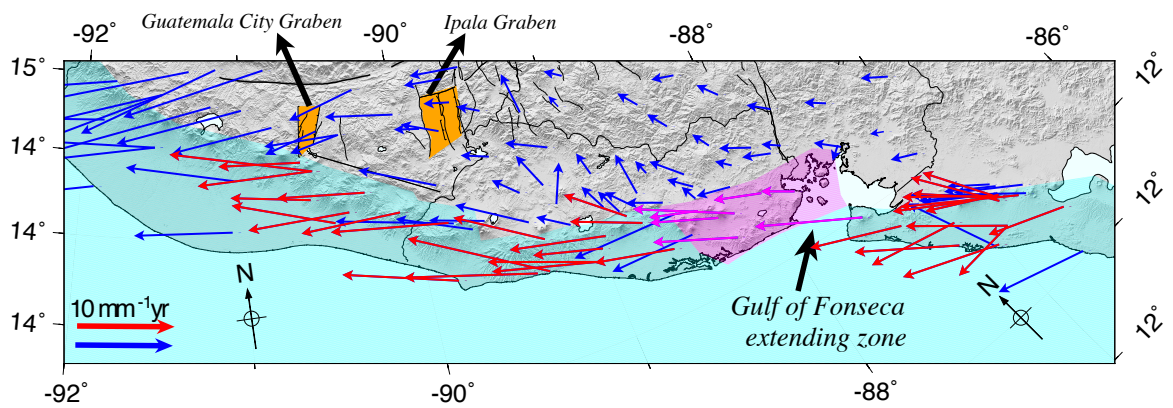 Guatemala City Graben
Ipala Graben
-92°
-90°
-88°
-86°
15°
12°
14°
12°
14°
12°
14°
12°
N
N
10 mm⁻¹yr
Gulf of Fonseca
extending zone
-92°
-90°
-88°